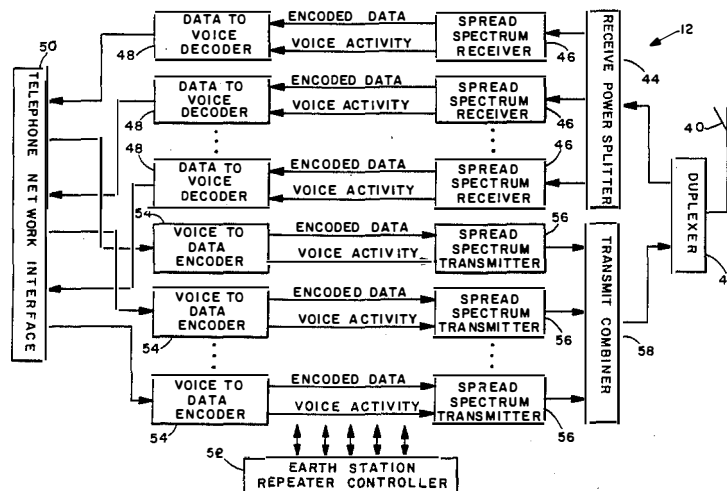 50
TELEPHONE NETWORK INTERFACE
DATA TO
VOICE
DECODER
48
ENCODED DATA
VOICE ACTIVITY
SPREAD
SPECTRUM
RECEIVER
46
12
44
RECEIVE POWER SPLITTER
DATA TO
VOICE
DECODER
48
ENCODED DATA
VOICE ACTIVITY
SPREAD
SPECTRUM
RECEIVER
46
40
48
46
DATA TO
VOICE
DECODER
ENCODED DATA
VOICE ACTIVITY
SPREAD
SPECTRUM
RECEIVER
DUPLEXER
54
VOICE TO
DATA
ENCODER
ENCODED DATA
VOICE ACTIVITY
56
SPREAD
SPECTRUM
TRANSMITTER
TRANSMIT COMBINER
58
VOICE TO
DATA
ENCODER
54
ENCODED DATA
VOICE ACTIVITY
SPREAD
SPECTRUM
TRANSMITTER
56
VOICE TO
DATA
ENCODER
54
ENCODED DATA
VOICE ACTIVITY
SPREAD
SPECTRUM
TRANSMITTER
56
EARTH STATION
REPEATER CONTROLLER